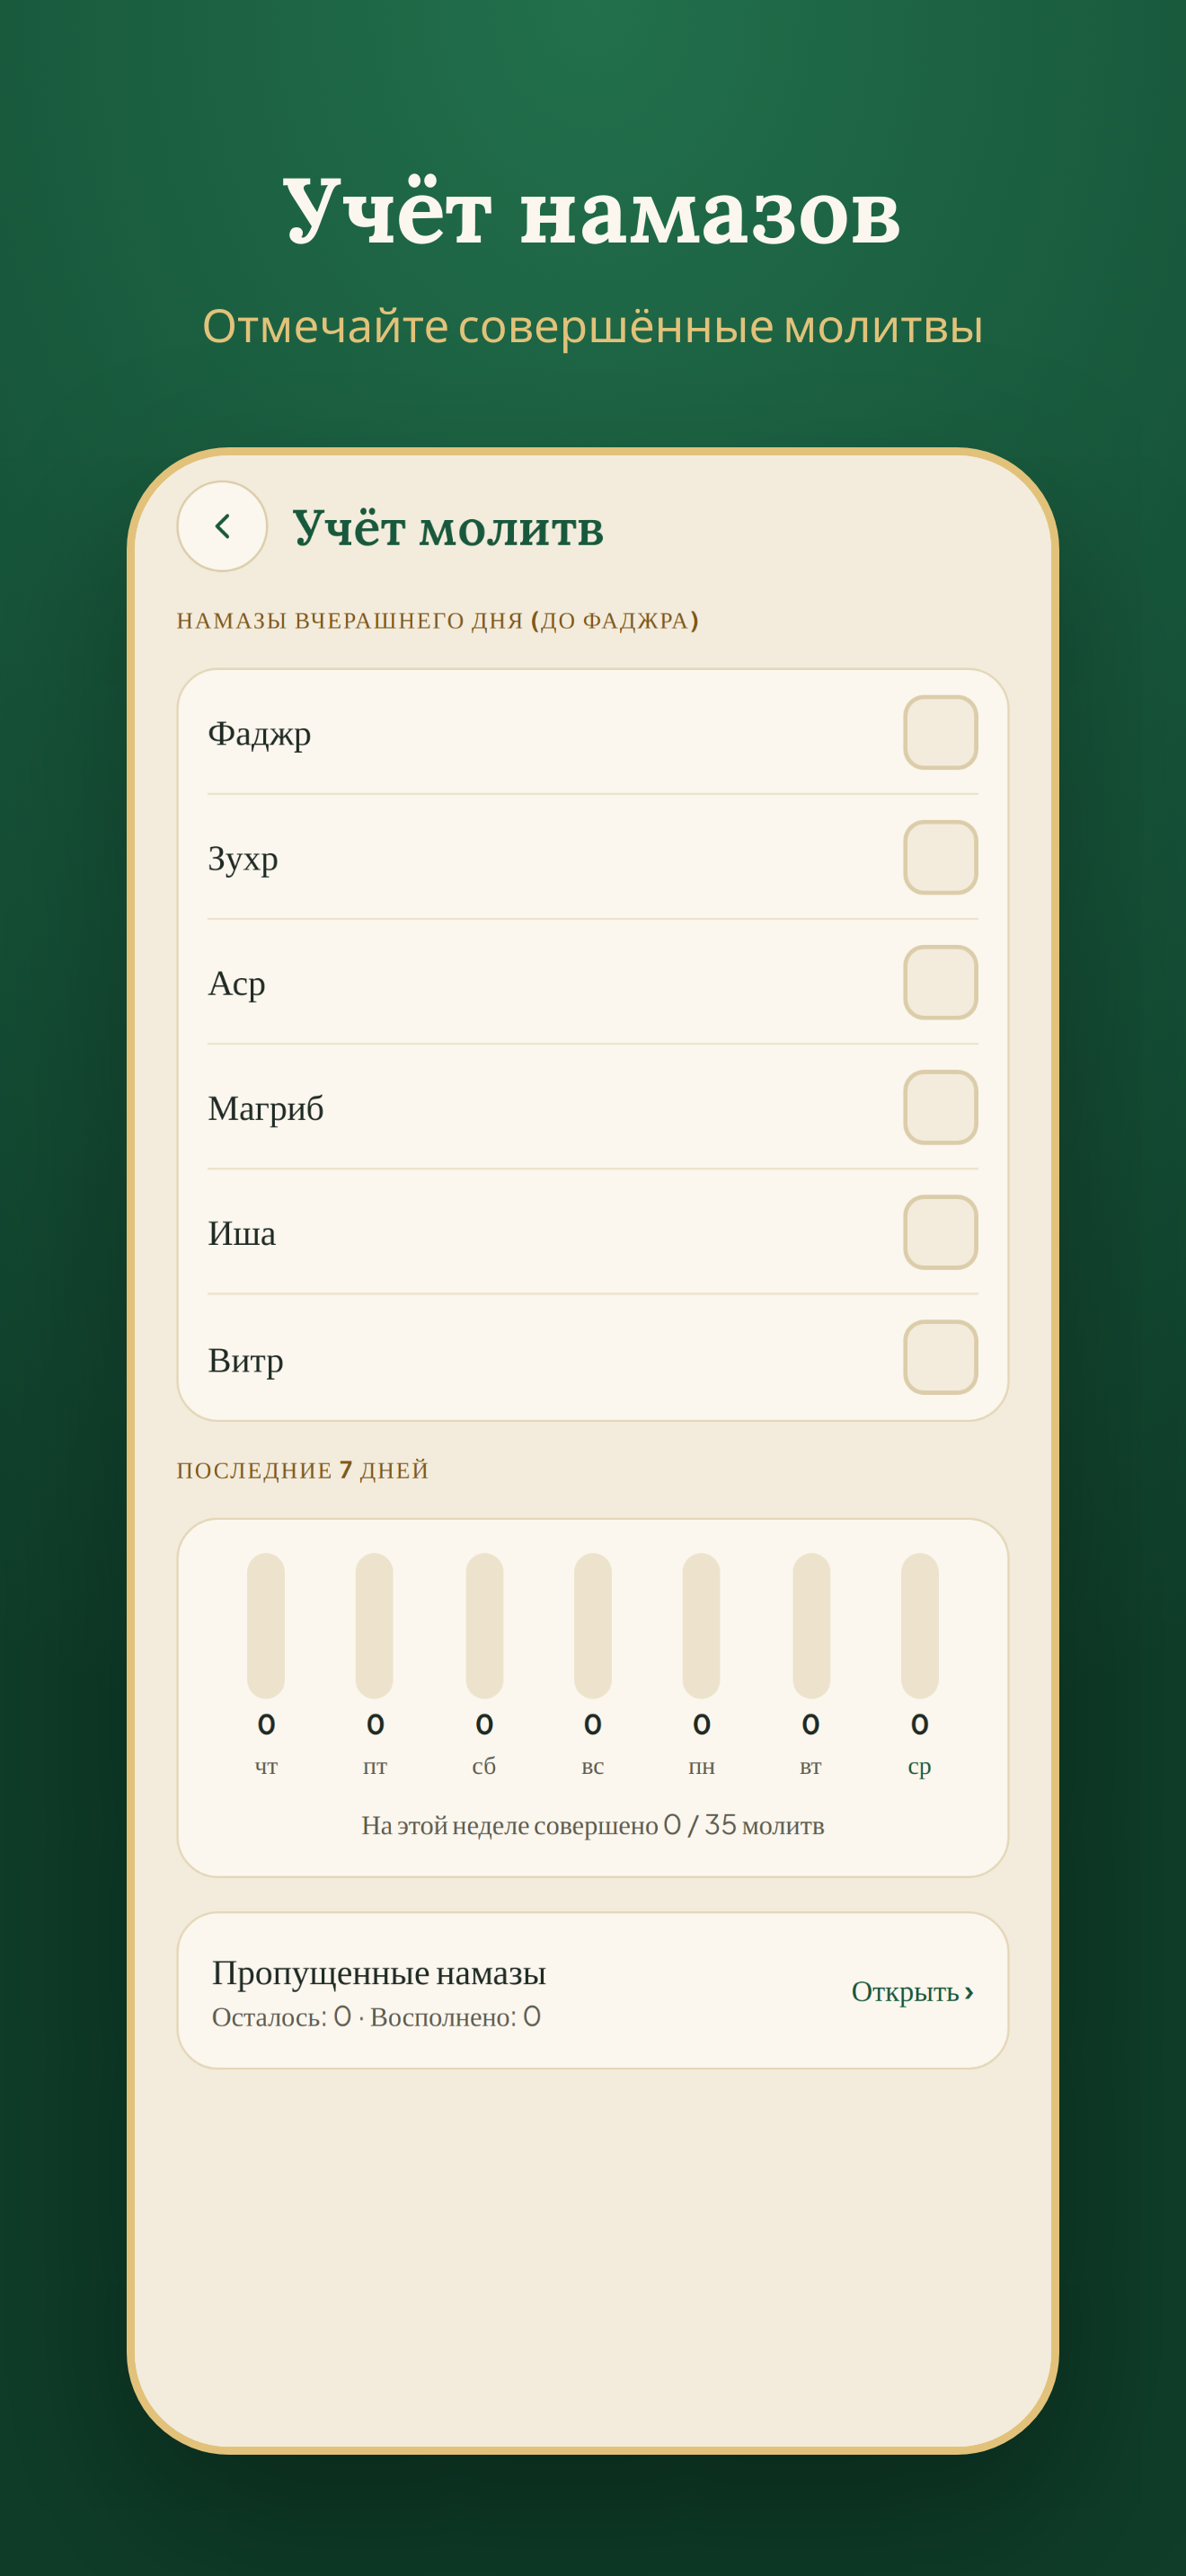 Учёт намазов
Отмечайте совершённые молитвы
Учёт молитв
НАМАЗЫ ВЧЕРАШНЕГО ДНЯ (ДО ФАДЖРА)
Фаджр
Зухр
Аср
Магриб
Иша
Витр
ПОСЛЕДНИЕ 7 ДНЕЙ
0 0 0 0 0 0 0
чт пт сб вс пн вт ср
На этой неделе совершено 0 / 35 молитв
Пропущенные намазы
Осталось: 0 · Восполнено: 0
Открыть ›